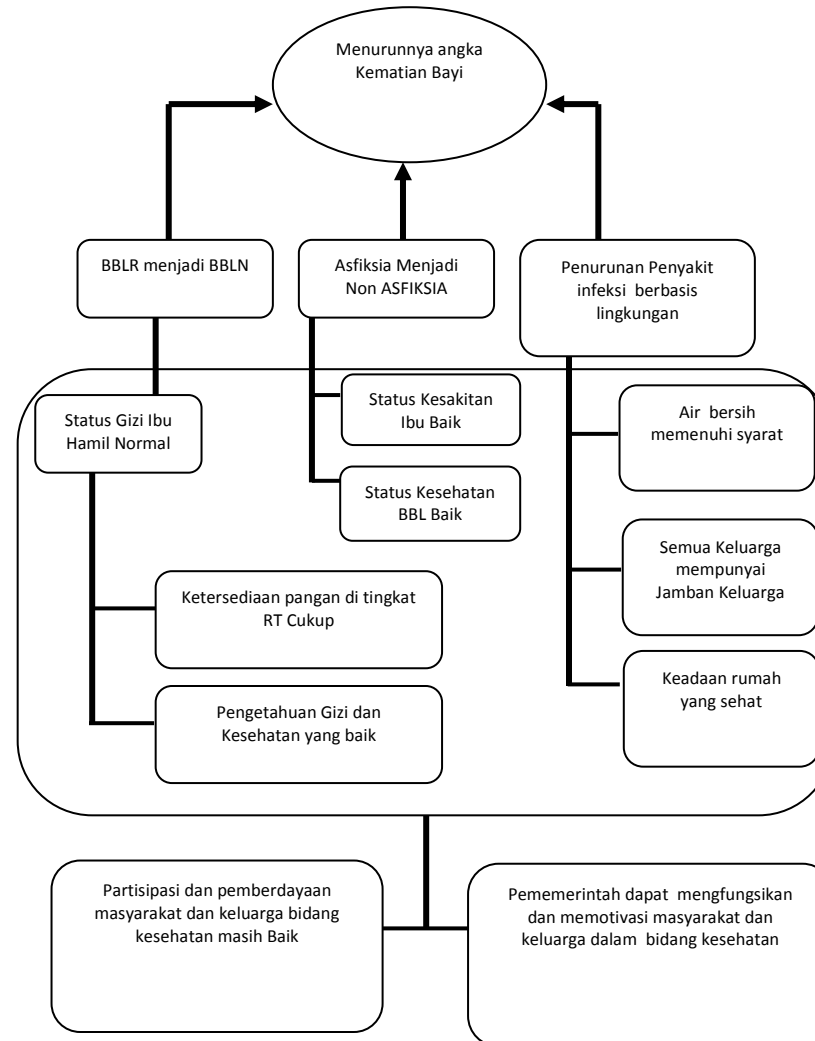 Menurunnya angka
Kematian Bayi
BBLR menjadi BBLN
Asfiksia Menjadi
Non ASFIKSIA
Penurunan Penyakit
infeksi berbasis
lingkungan
Status Gizi Ibu
Hamil Normal
Status Kesakitan
Ibu Baik
Status Kesehatan
BBL Baik
Air bersih
memenuhi syarat
Semua Keluarga
mempunyai
Jamban Keluarga
Keadaan rumah
yang sehat
Ketersediaan pangan di tingkat
RT Cukup
Pengetahuan Gizi dan
Kesehatan yang baik
Partisipasi dan pemberdayaan
masyarakat dan keluarga bidang
kesehatan masih Baik
Pememerintah dapat mengfungsikan
dan memotivasi masyarakat dan
keluarga dalam bidang kesehatan